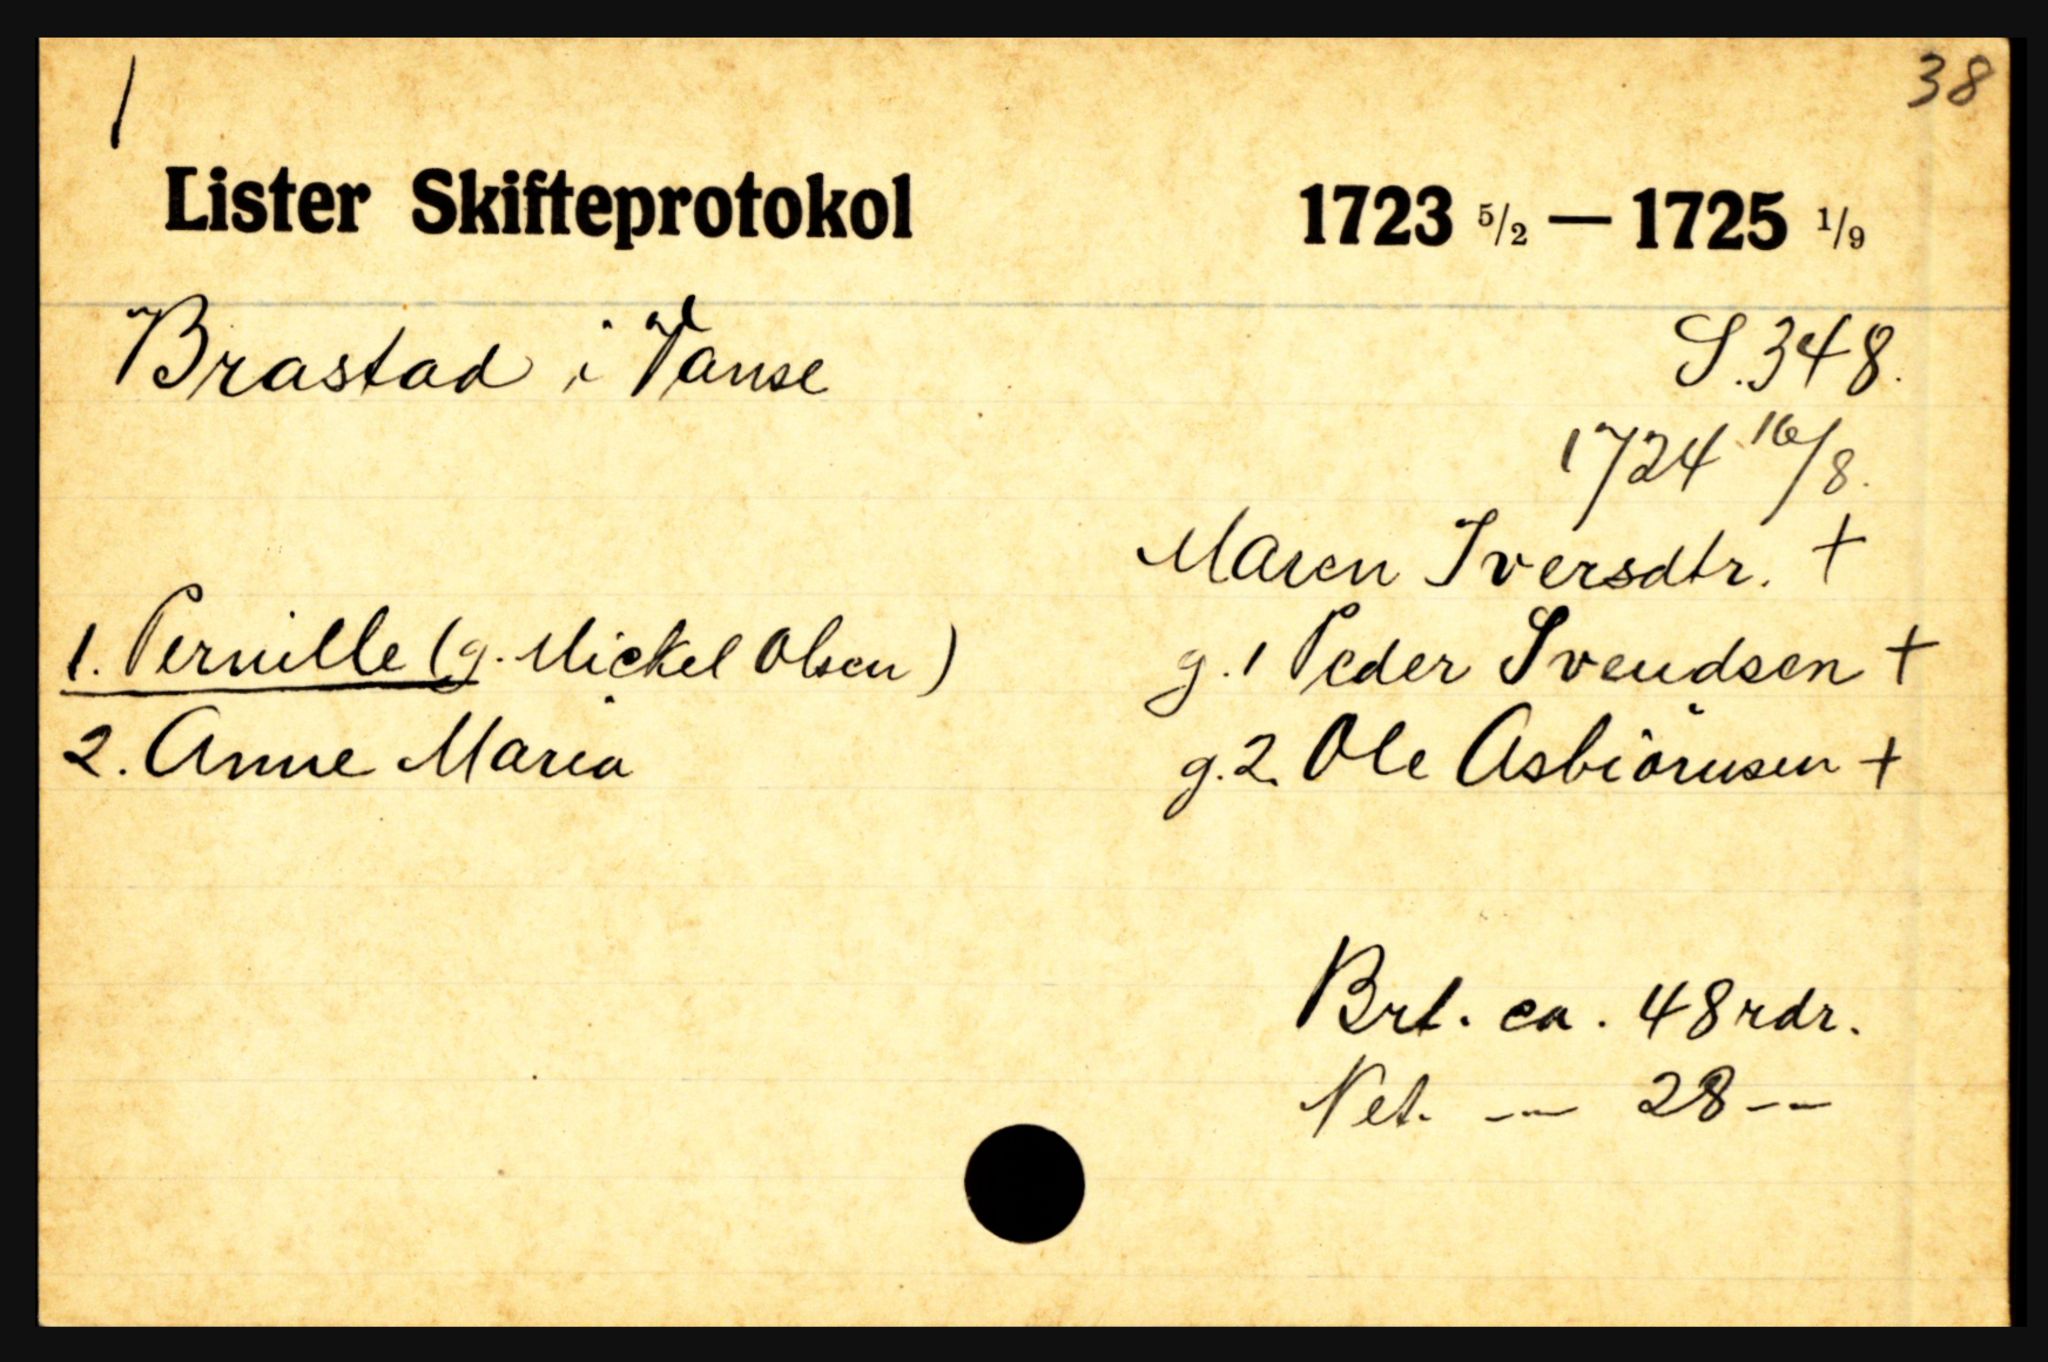 1
38
Lister Skifteprotokol 1723 5/2 — 1725 1/9
Brastad i Vanse S. 348.
1724 16/8.
Maren Iversdtr. +
1. Pernille (g. Mickel Olsen) g. 1 Peder Svendsen +
2. Anne Maria g. 2. Ole Asbiörnsen +
Brt. ca. 48 rdr.
Net. -- 28 --